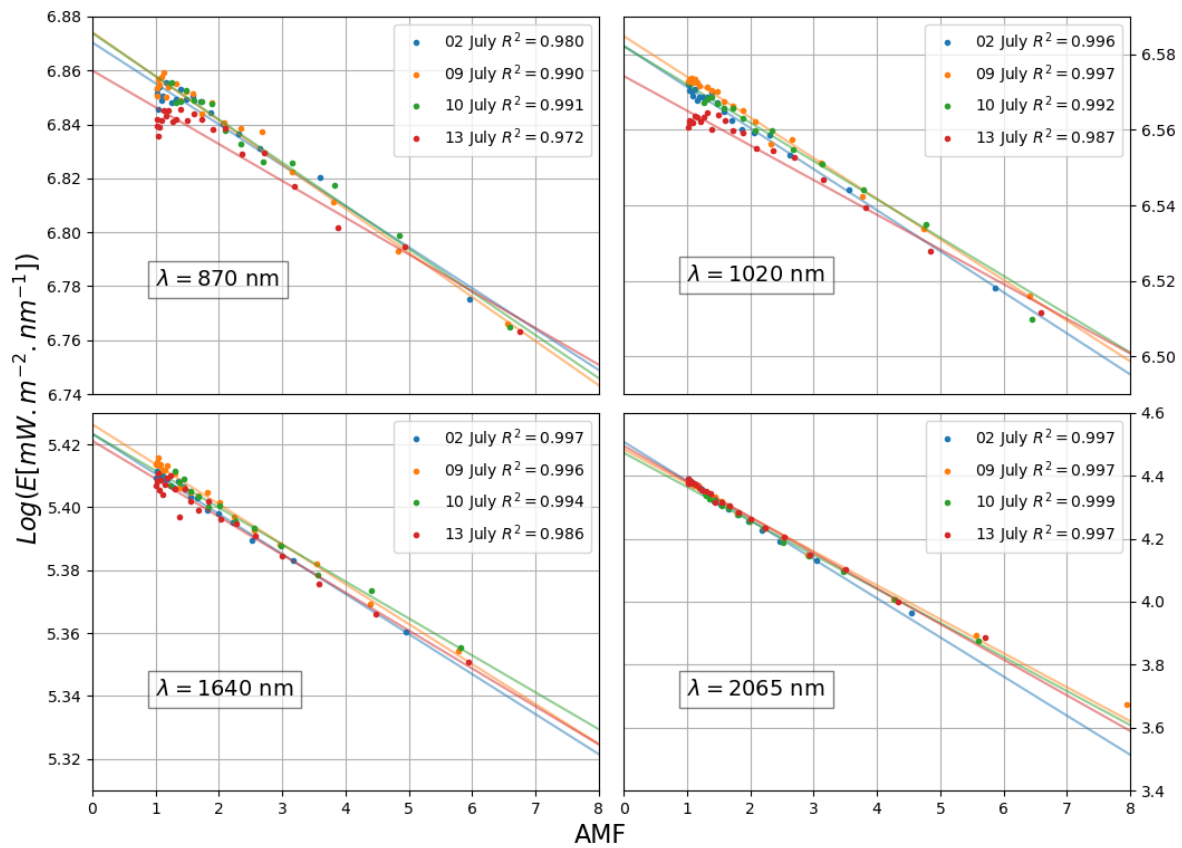 Log(E[mW.m⁻².nm⁻¹])
6.88
6.86
6.84
6.82
6.80
6.78
6.76
6.74
02 July R² = 0.980
09 July R² = 0.990
10 July R² = 0.991
13 July R² = 0.972
λ = 870 nm
02 July R² = 0.996
09 July R² = 0.997
10 July R² = 0.992
13 July R² = 0.987
λ = 1020 nm
6.58
6.56
6.54
6.52
6.50
5.42
5.40
5.38
5.36
5.34
5.32
02 July R² = 0.997
09 July R² = 0.996
10 July R² = 0.994
13 July R² = 0.986
λ = 1640 nm
0 1 2 3 4 5 6 7 8
02 July R² = 0.997
09 July R² = 0.997
10 July R² = 0.999
13 July R² = 0.997
λ = 2065 nm
4.6
4.4
4.2
4.0
3.8
3.6
3.4
0 1 2 3 4 5 6 7 8
AMF